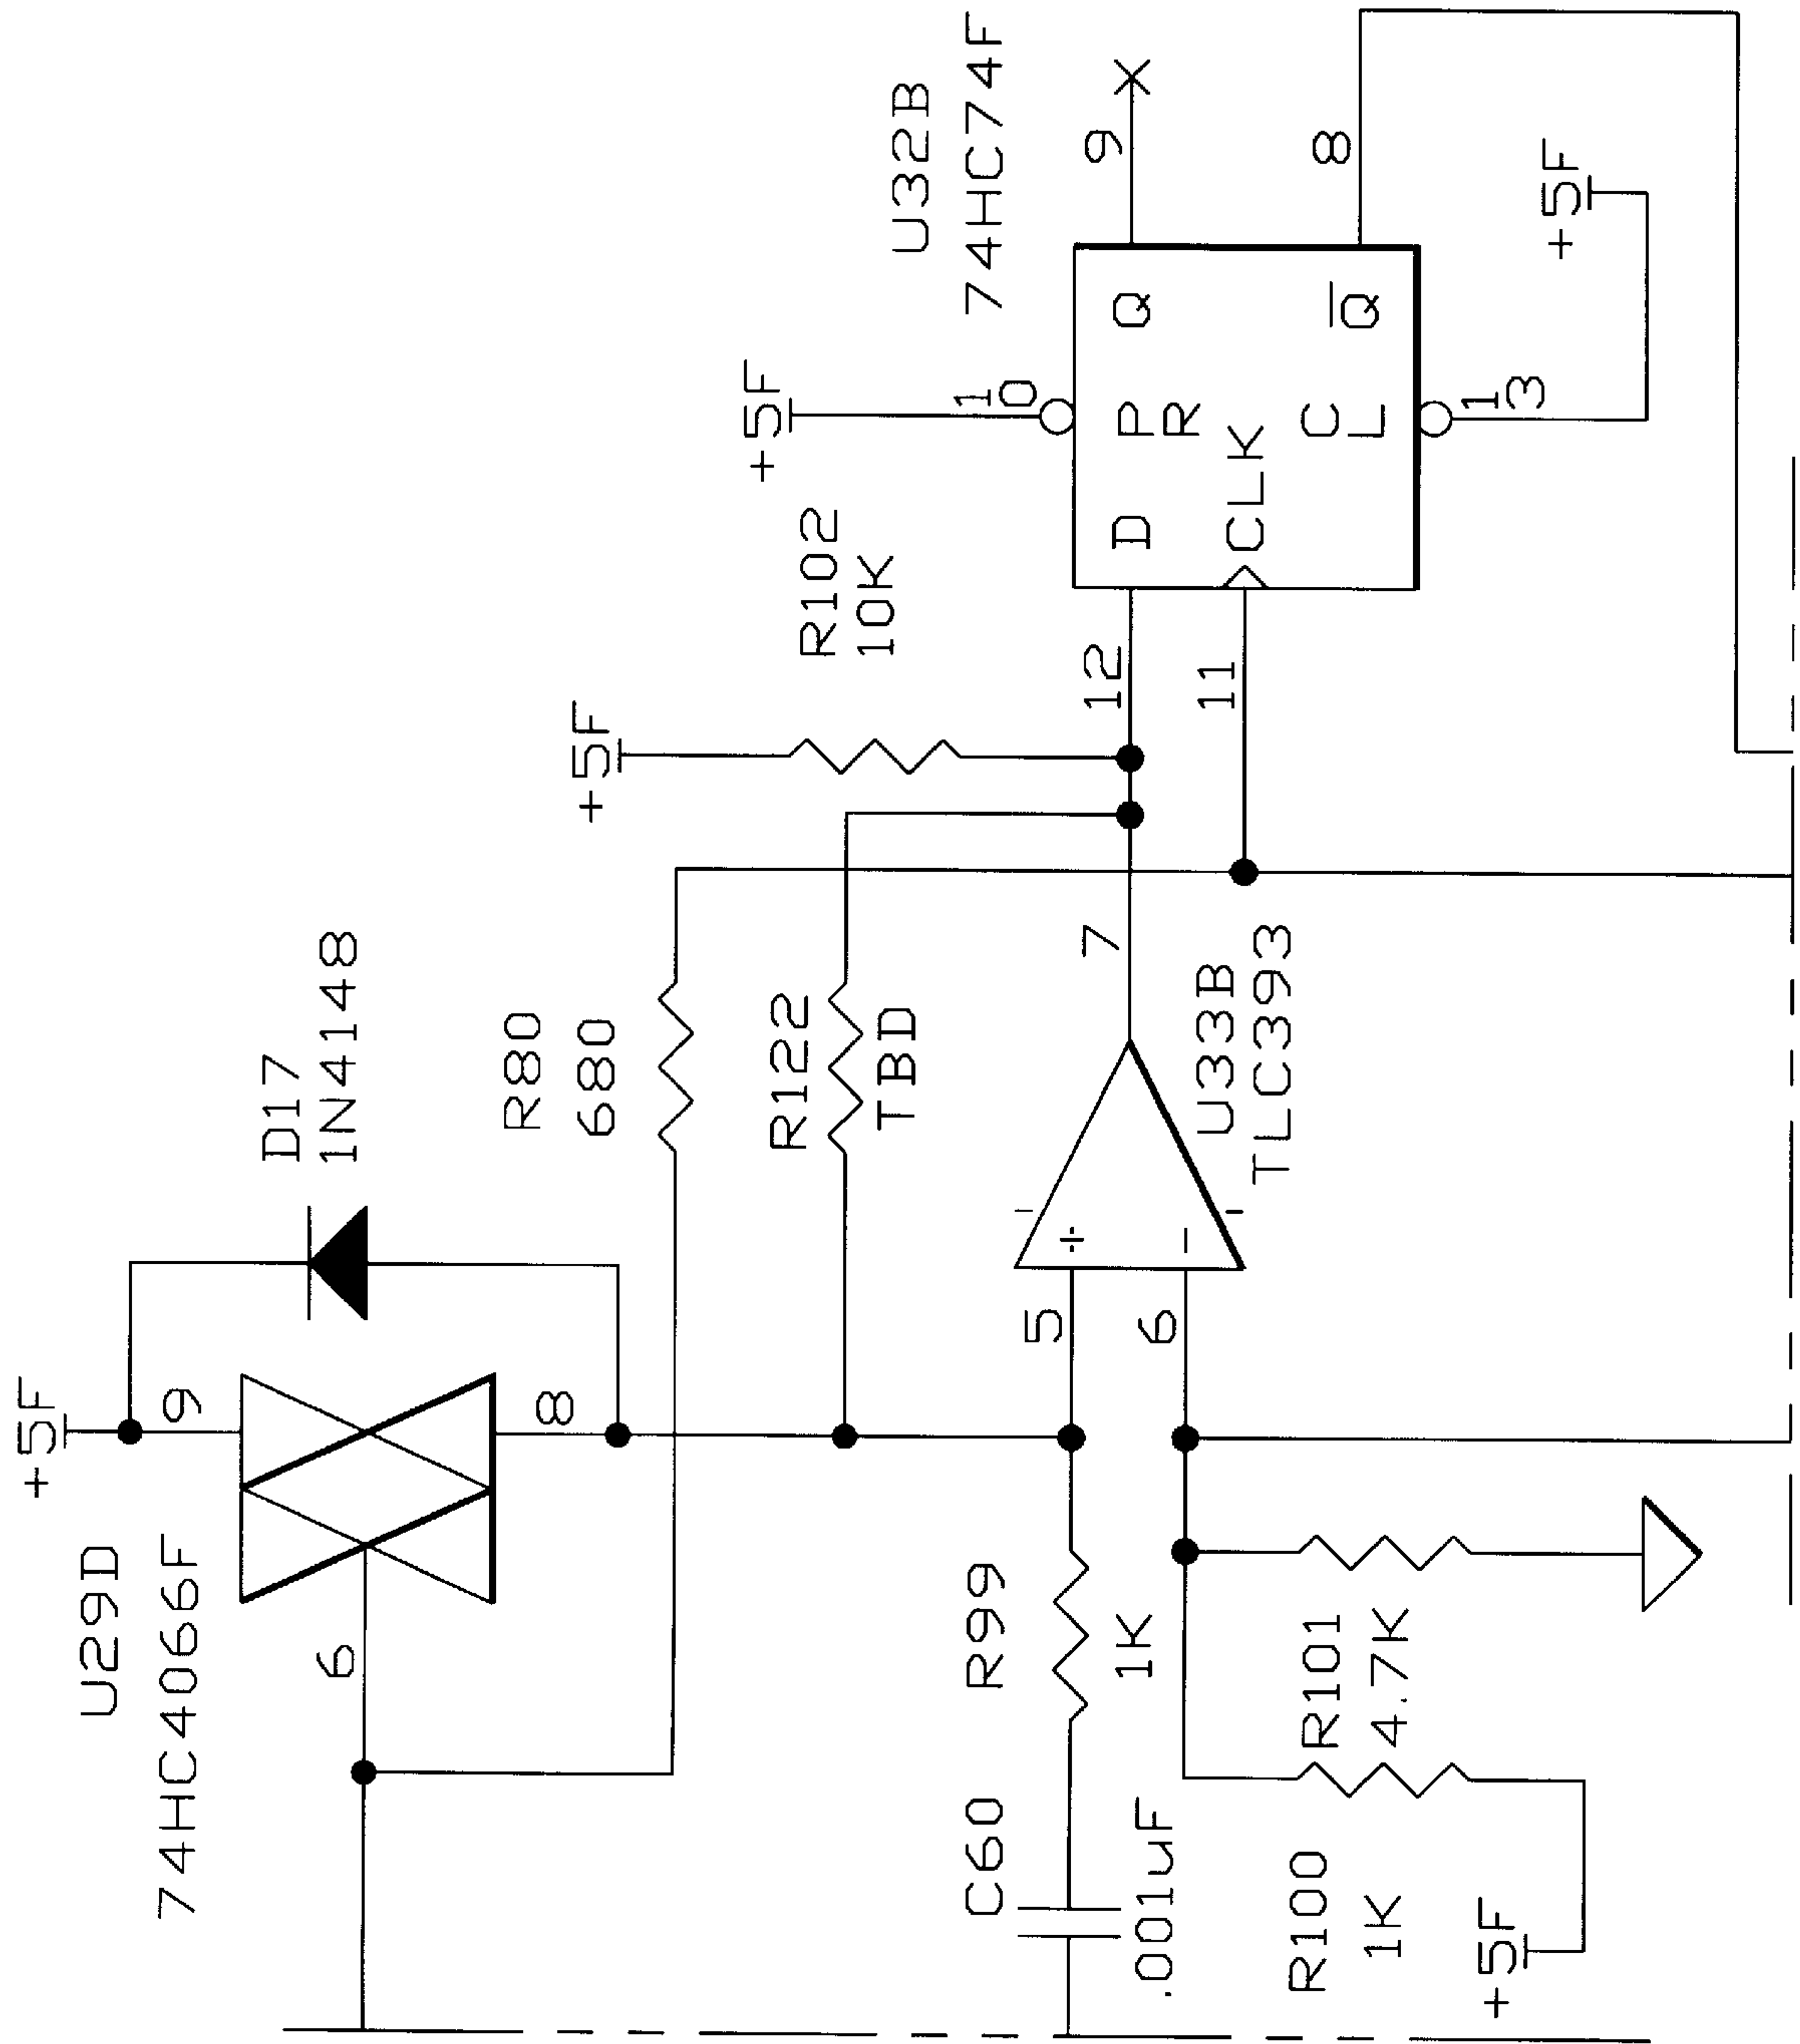 +5F
U29D
74HC4066F
9
8
6
D17
1N4148
R80
680
R122
TBD
+5F
R102
10K
+5F
U32B
74HC74F
10
9
D
PR
Q
12
11
CLK
CL
Q̅
8
13
+5F
C60
.001uF
R99
1K
5
6
+
−
7
U33B
TLC393
R100
1K
R101
4.7K
+5F